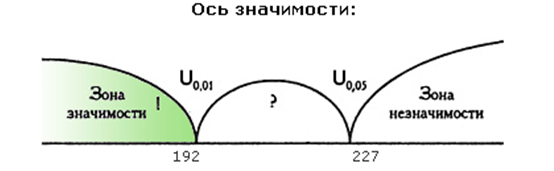 Ось значимости:
U0,01
U0,05
Зона
значимости
!
?
Зона
незначимости
192
227